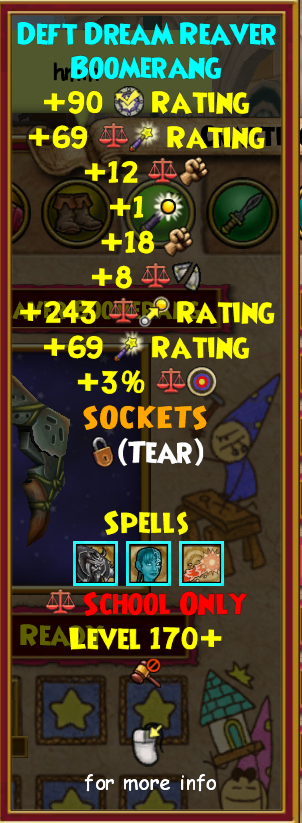 DEFT DREAM REAVER
BOOMERANG
+90 RATING
+69 RATING
+12
+1
+18
+8
+243 RATING
+69 RATING
+3%
SOCKETS
(TEAR)
SPELLS
SCHOOL ONLY
READY
LEVEL 170+
for more info